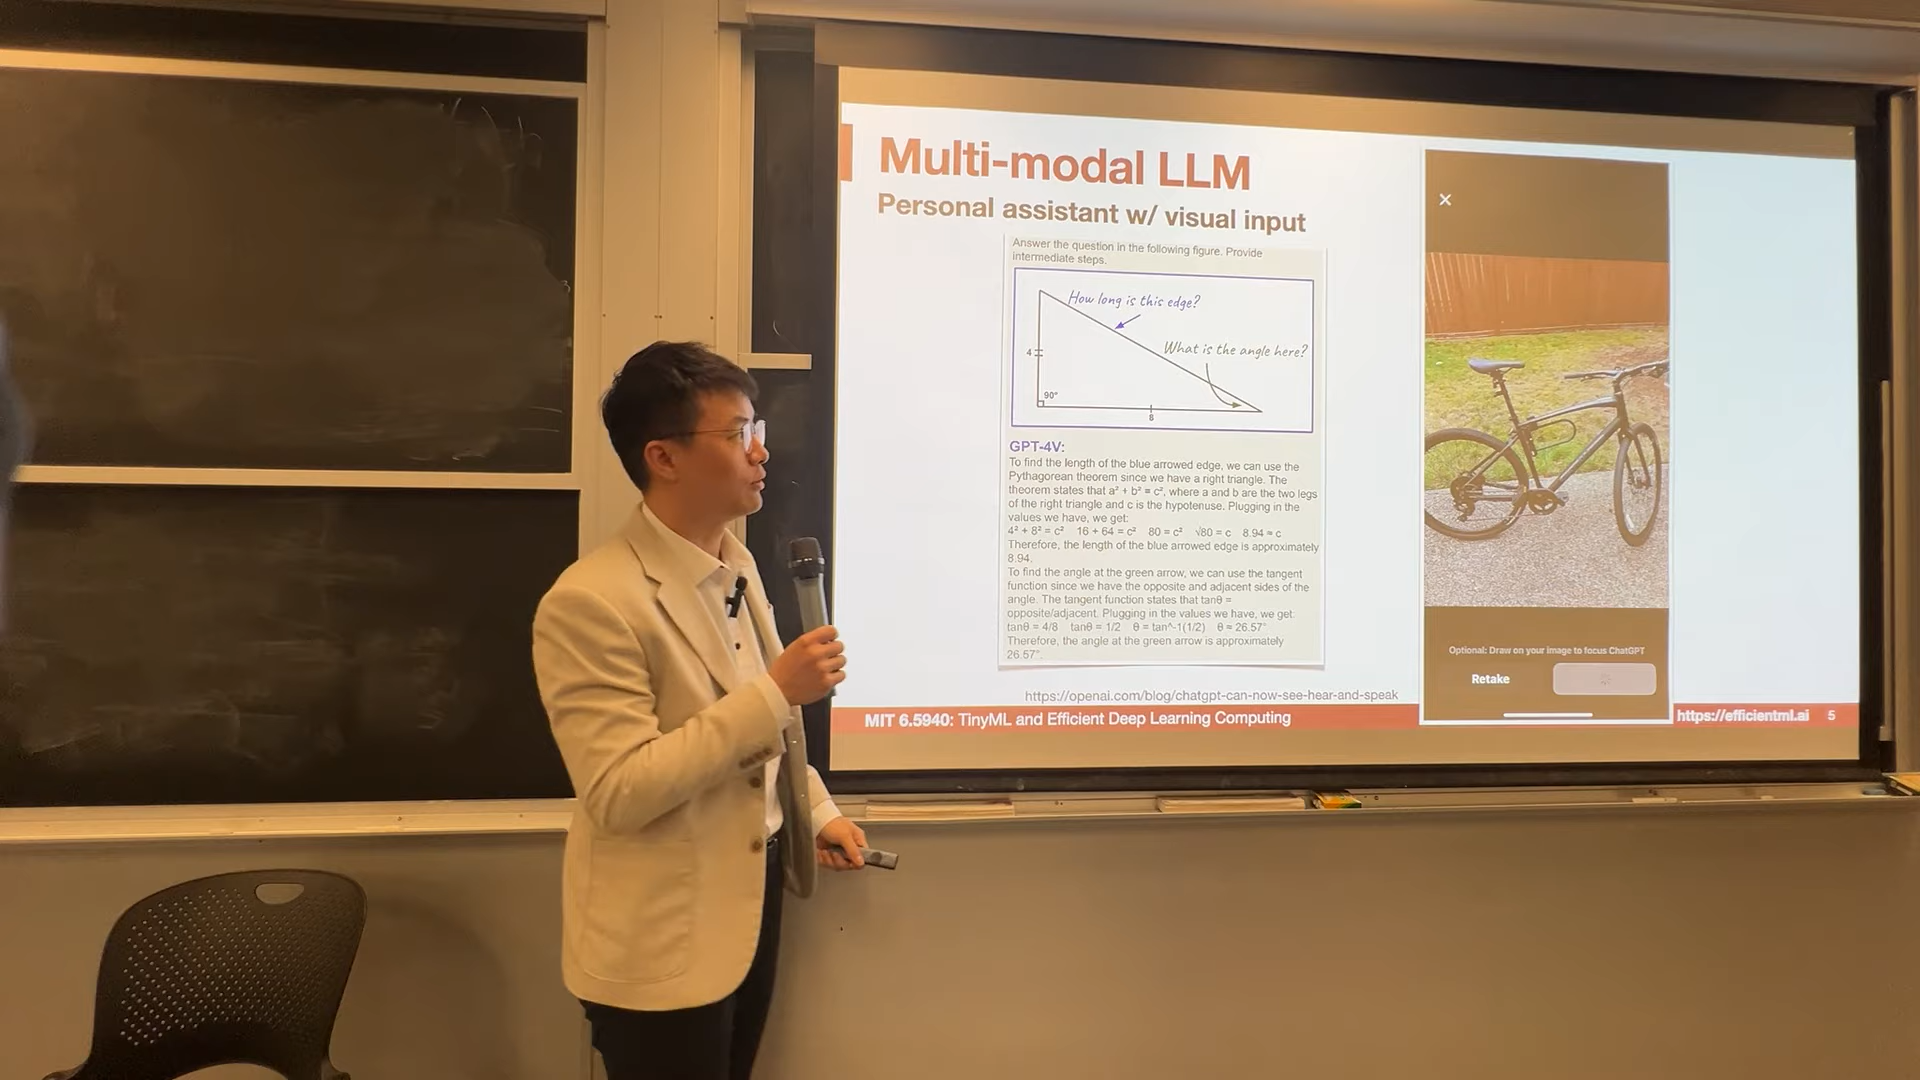 Multi-modal LLM
Personal assistant w/ visual input
Answer the question in the following figure. Provide
intermediate steps.
How long is this edge?
What is the angle here?
4
90°
8
GPT-4V:
To find the length of the blue arrowed edge, we can use the
Pythagorean theorem since we have a right triangle. The
theorem states that a² + b² = c², where a and b are the two legs
of the right triangle and c is the hypotenuse. Plugging in the
values we have, we get:
4² + 8² = c² 16 + 64 = c² 80 = c² √80 = c 8.94 ≈ c
Therefore, the length of the blue arrowed edge is approximately
8.94.
To find the angle at the green arrow, we can use the tangent
function since we have the opposite and adjacent sides of the
angle. The tangent function states that tanθ =
opposite/adjacent. Plugging in the values we have, we get:
tanθ = 4/8 tanθ = 1/2 θ = tan^-1(1/2) θ ≈ 26.57°
Therefore, the angle at the green arrow is approximately
26.57°.
https://openai.com/blog/chatgpt-can-now-see-hear-and-speak
Optional: Draw on your image to focus ChatGPT
Retake
MIT 6.5940: TinyML and Efficient Deep Learning Computing
https://efficientml.ai
5